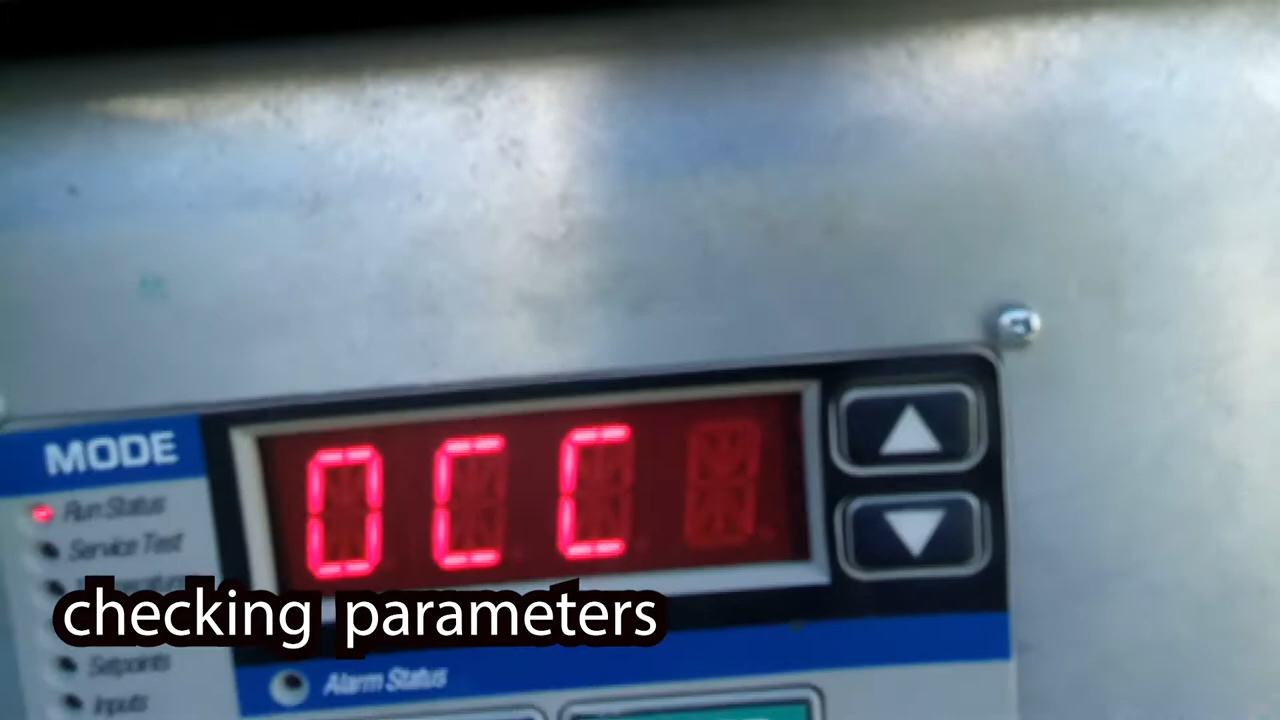 MODE
OCC
Run Status
Service Test
checking parameters
Setpoints
Inputs
Alarm Status